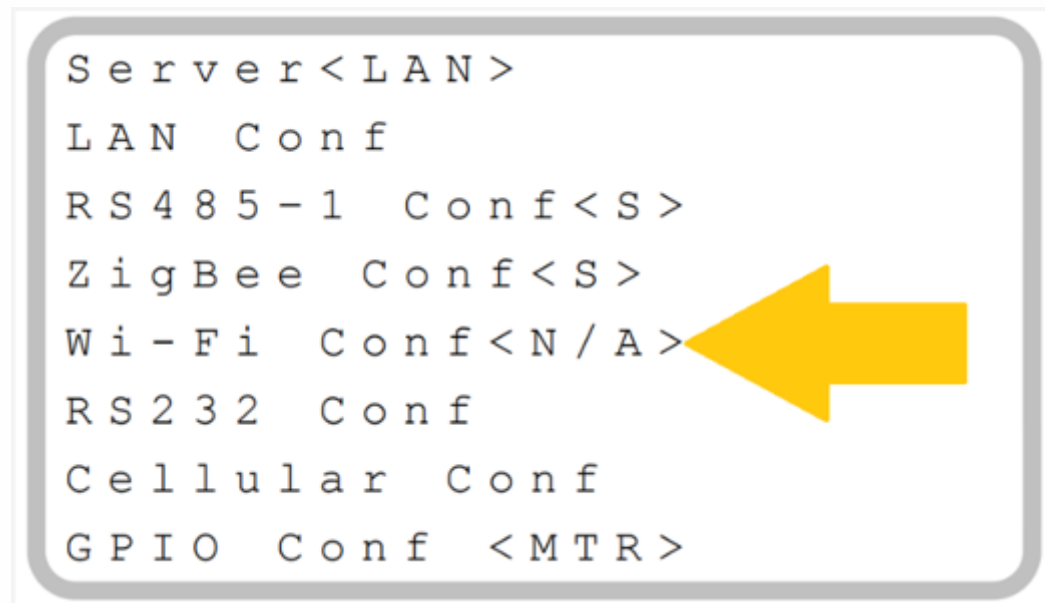 Server<LAN>
LAN Conf
RS485-1 Conf<S>
ZigBee Conf<S>
Wi-Fi Conf<N/A>
RS232 Conf
Cellular Conf
GPIO Conf <MTR>